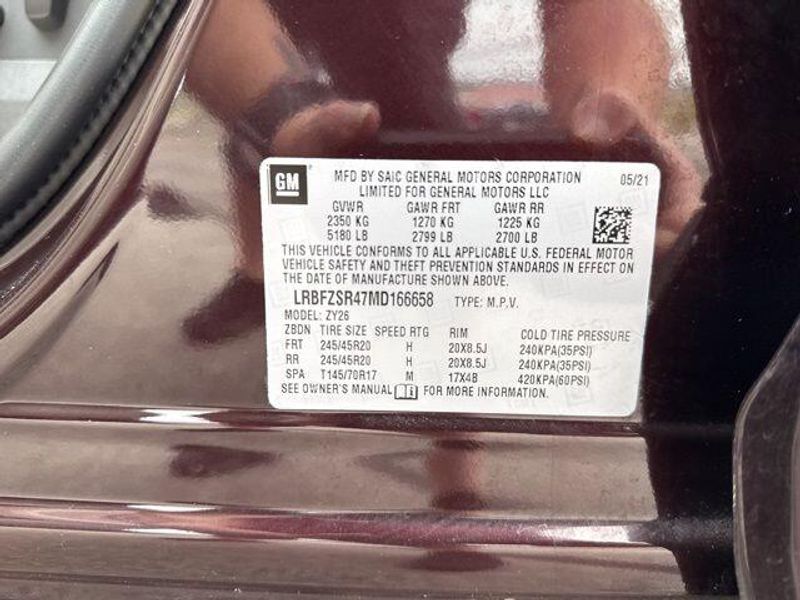 GM
MFD BY SAIC GENERAL MOTORS CORPORATION 05/21
LIMITED FOR GENERAL MOTORS LLC
GVWR GAWR FRT GAWR RR
2350 KG 1270 KG 1225 KG
5180 LB 2799 LB 2700 LB
THIS VEHICLE CONFORMS TO ALL APPLICABLE U.S. FEDERAL MOTOR
VEHICLE SAFETY AND THEFT PREVENTION STANDARDS IN EFFECT ON
THE DATE OF MANUFACTURE SHOWN ABOVE.
LRBFZSR47MD166658 TYPE: M.P.V.
MODEL: ZY26
ZBDN TIRE SIZE SPEED RTG RIM COLD TIRE PRESSURE
FRT 245/45R20 H 20X8.5J 240KPA(35PSI)
RR 245/45R20 H 20X8.5J 240KPA(35PSI)
SPA T145/70R17 M 17X4B 420KPA(60PSI)
SEE OWNER'S MANUAL FOR MORE INFORMATION.